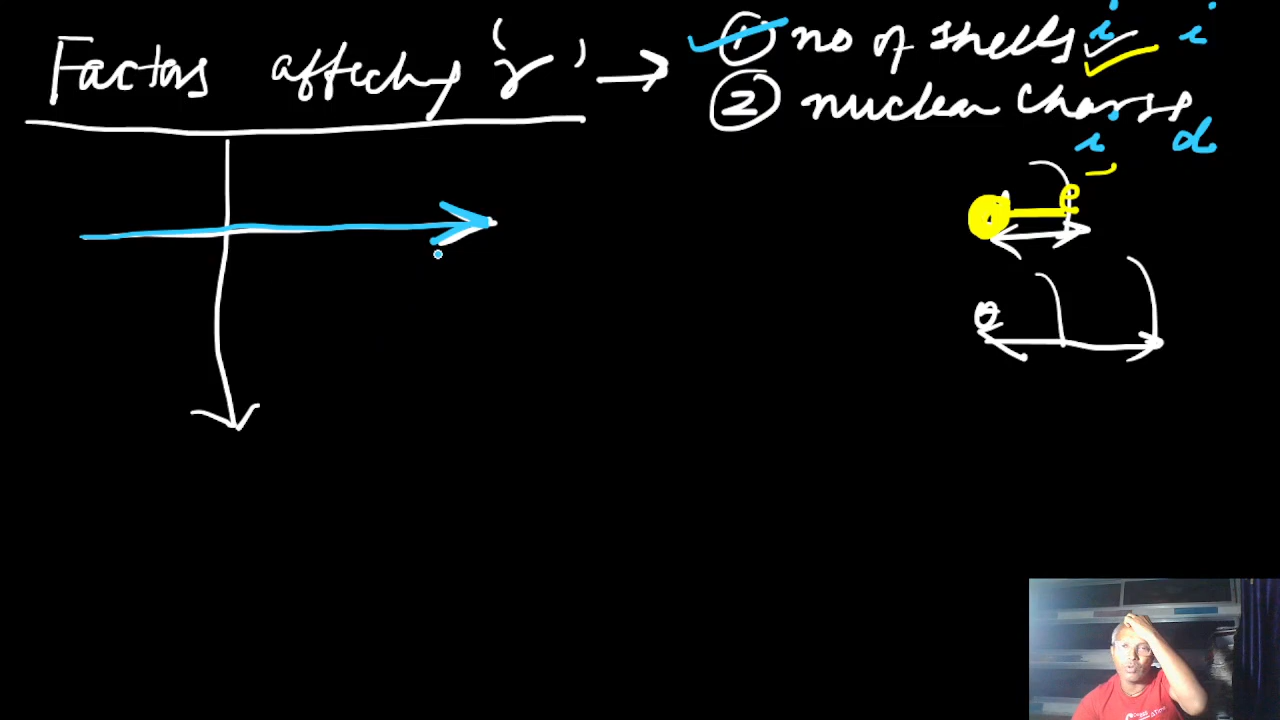 Factors affecting 'r' → ① no of shells i i
② nuclear charge
i d
e -